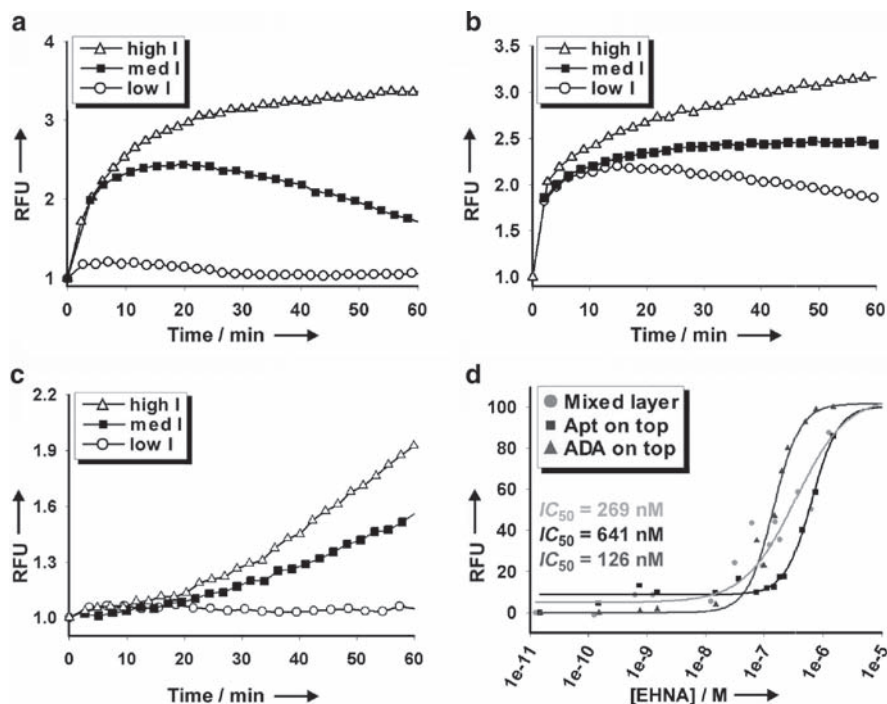 a
4
3
2
1
RFU
high I
med I
low I
0 10 20 30 40 50 60
Time / min
b
3.5
3.0
2.5
2.0
1.5
1.0
RFU
high I
med I
low I
0 10 20 30 40 50 60
Time / min
c
2.2
1.9
1.6
1.3
1.0
RFU
high I
med I
low I
0 10 20 30 40 50 60
Time / min
d
100
80
60
40
20
0
RFU
Mixed layer
Apt on top
ADA on top
IC50 = 269 nM
IC50 = 641 nM
IC50 = 126 nM
1e-11 1e-10 1e-9 1e-8 1e-7 1e-6 1e-5
[EHNA] / M